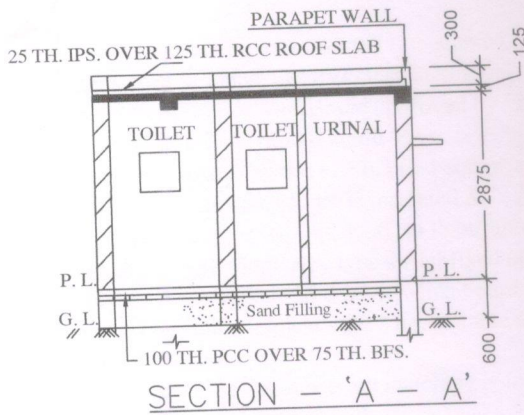 PARAPET WALL
25 TH. IPS. OVER 125 TH. RCC ROOF SLAB
300
125
TOILET
TOILET
URINAL
2875
P. L.
P. L.
G. L.
Sand Filling
G. L.
600
100 TH. PCC OVER 75 TH. BFS.
SECTION - 'A - A'